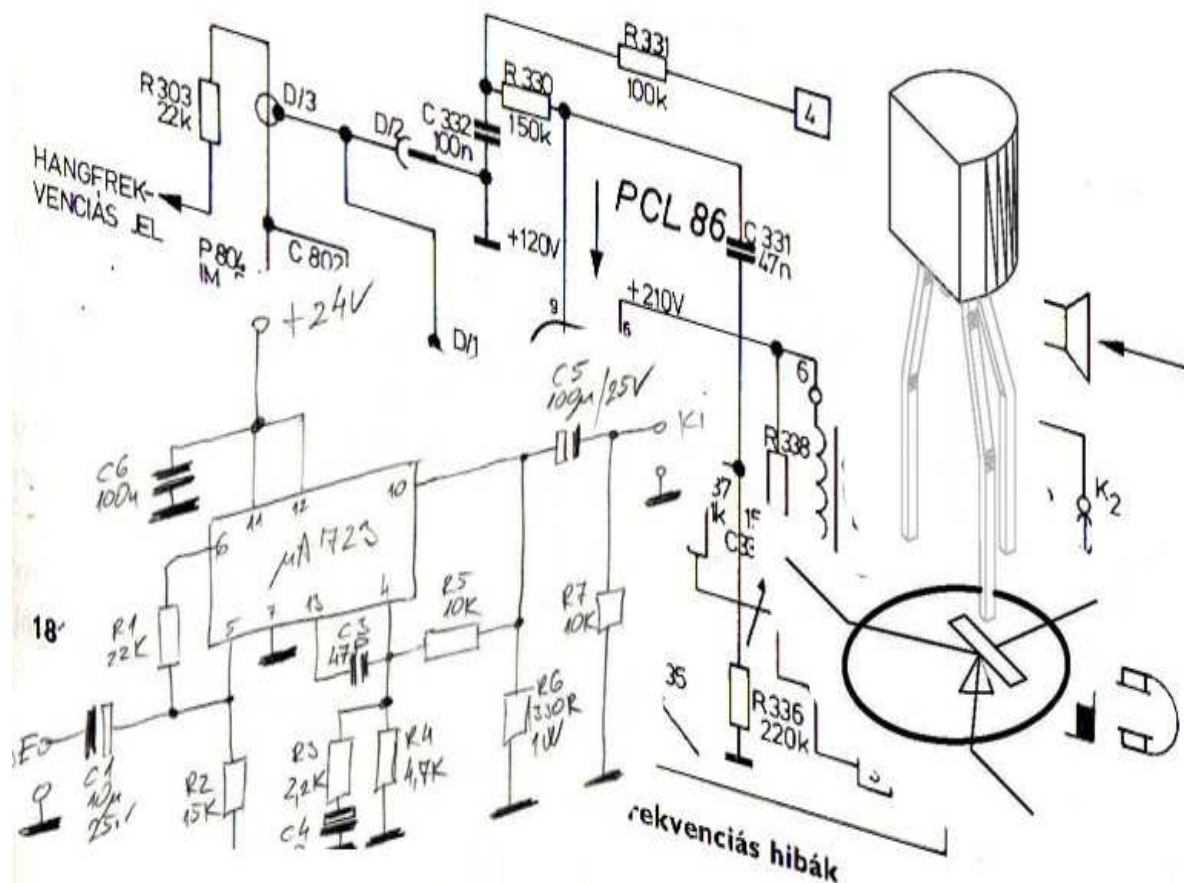 R331
100k
R330
150k
4
R303
22k
D/3
D/2
C332
100n
HANGFREK-
VENCIÁS JEL
+120V
PCL 86
C331
47n
P804
C802
+24V
+210V
9
6
D/1
6
C5
100µ/25V
Ki
R338
C6
100µ
10
11
12
37
1k
K2
6
µA723
R5
10K
R7
10K
18
R1
22K
5
7
13
4
C3
47p
35
R6
330R
1W
R336
220k
C1
10µ
R2
15K
R3
2,2K
R4
4,7K
C4
rekvenciás hibák